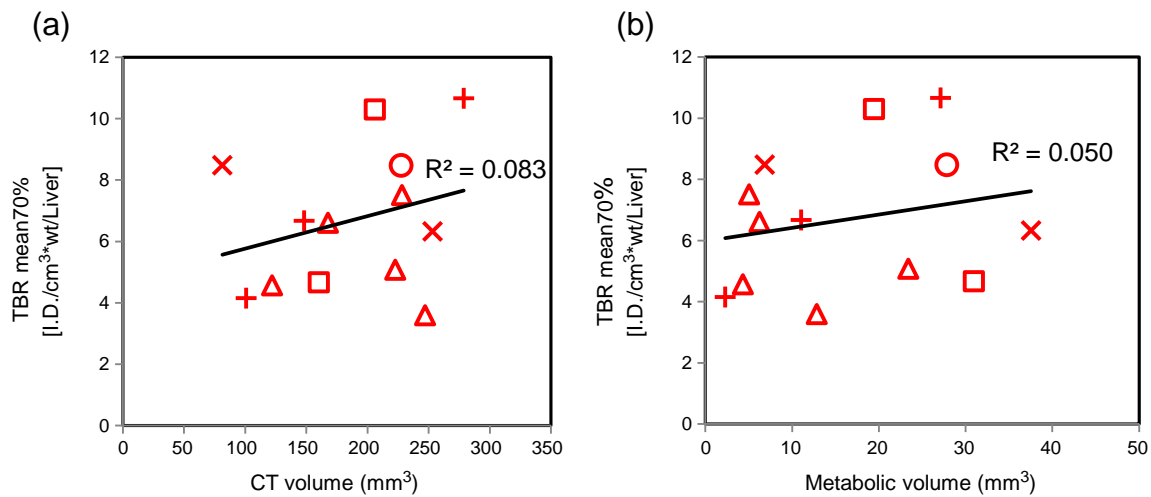 (a)
12
10
8
6
4
2
0
TBR mean70%
[I.D./cm³*wt/Liver]
R² = 0.083
0 50 100 150 200 250 300 350
CT volume (mm³)
(b)
12
10
8
6
4
2
0
TBR mean70%
[I.D./cm³*wt/Liver]
R² = 0.050
0 10 20 30 40 50
Metabolic volume (mm³)